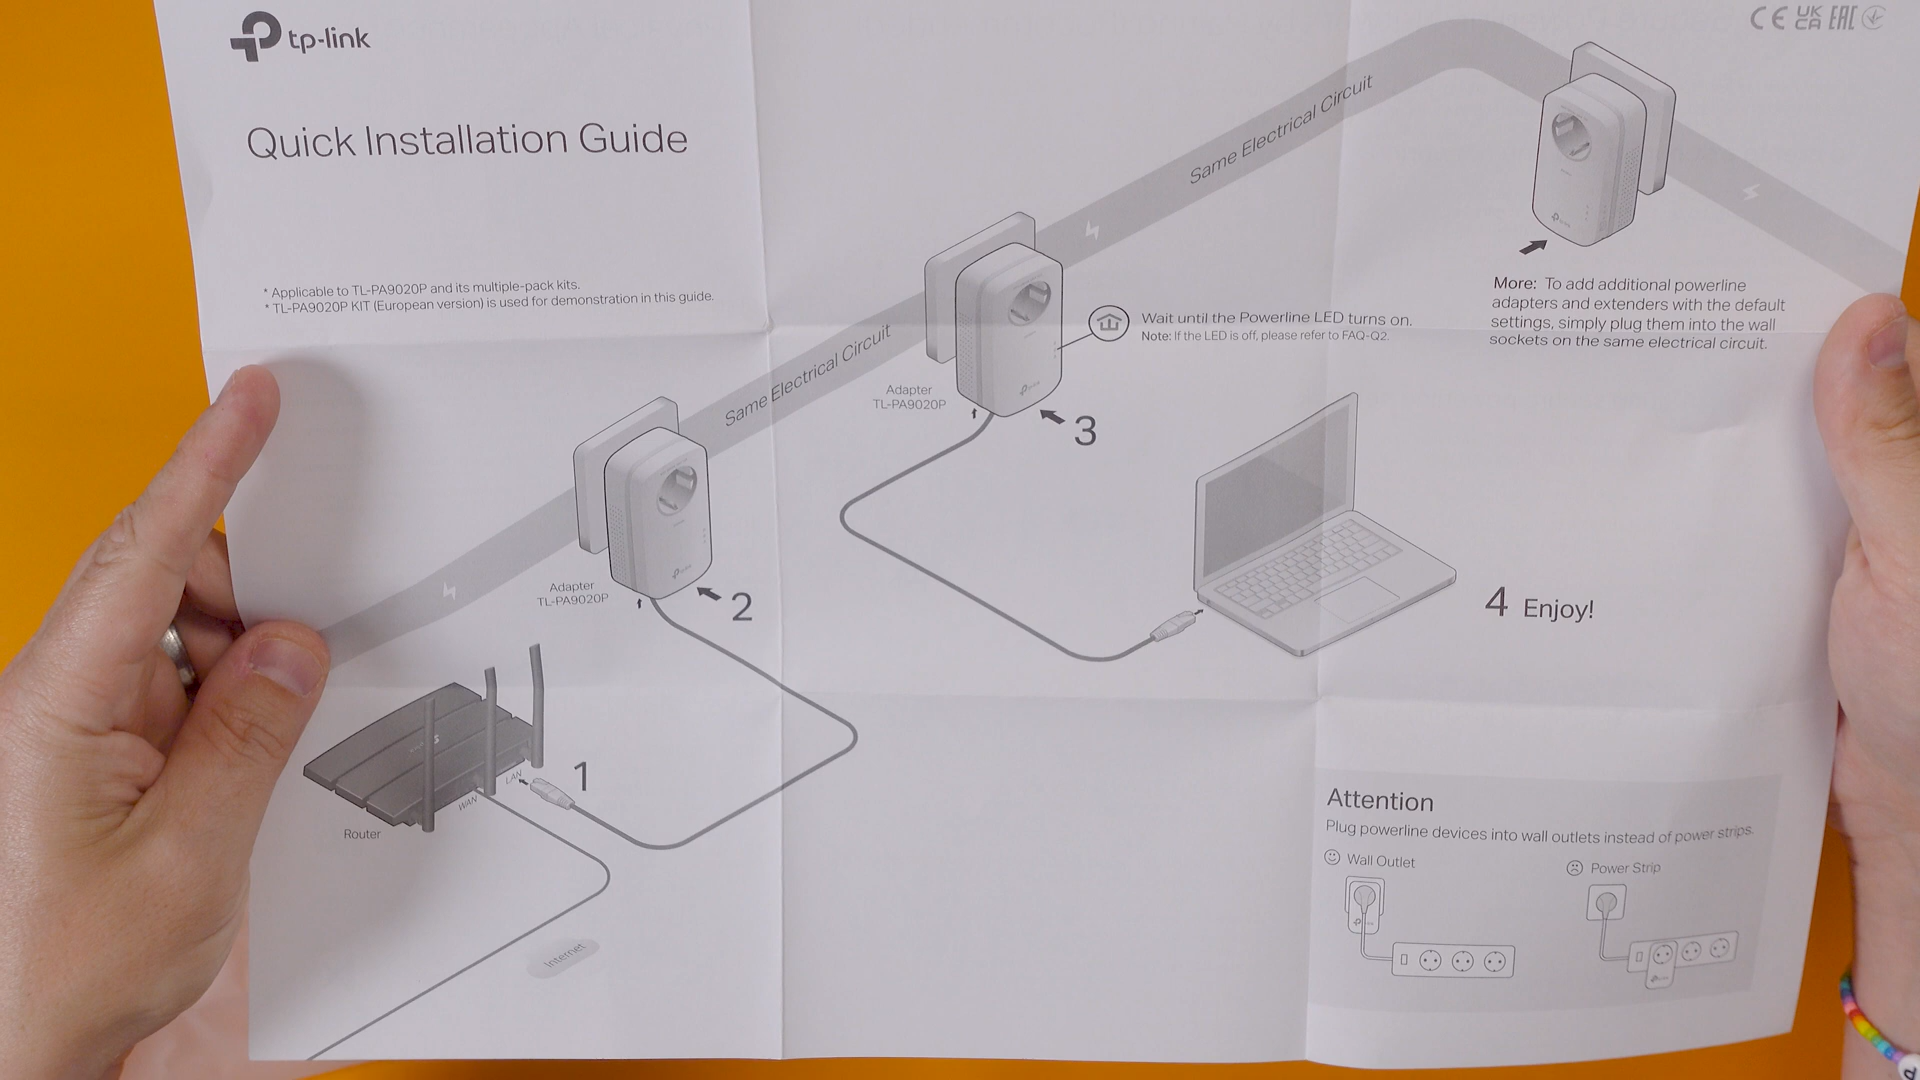 tp-link
CE UK CA EAC
Quick Installation Guide
* Applicable to TL-PA9020P and its multiple-pack kits.
* TL-PA9020P KIT (European version) is used for demonstration in this guide.
Same Electrical Circuit
More: To add additional powerline
adapters and extenders with the default
settings, simply plug them into the wall
sockets on the same electrical circuit.
Wait until the Powerline LED turns on.
Note: If the LED is off, please refer to FAQ-Q2.
Same Electrical Circuit
Adapter
TL-PA9020P
3
Adapter
TL-PA9020P
2
4 Enjoy!
1
LAN
WAN
Router
Internet
Attention
Plug powerline devices into wall outlets instead of power strips.
Wall Outlet
Power Strip